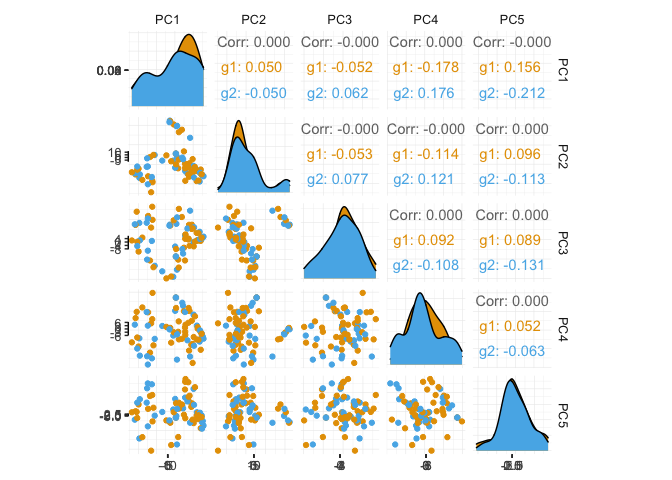 PC1 PC2 PC3 PC4 PC5
Corr: 0.000 Corr: -0.000 Corr: 0.000 Corr: -0.000
g1: 0.050 g1: -0.052 g1: -0.178 g1: 0.156
g2: -0.050 g2: 0.062 g2: 0.176 g2: -0.212
PC1
Corr: -0.000 Corr: -0.000 Corr: 0.000
g1: -0.053 g1: -0.114 g1: 0.096
g2: 0.077 g2: 0.121 g2: -0.113
PC2
Corr: 0.000 Corr: 0.000
g1: 0.092 g1: 0.089
g2: -0.108 g2: -0.131
PC3
Corr: 0.000
g1: 0.052
g2: -0.063
PC4
PC5